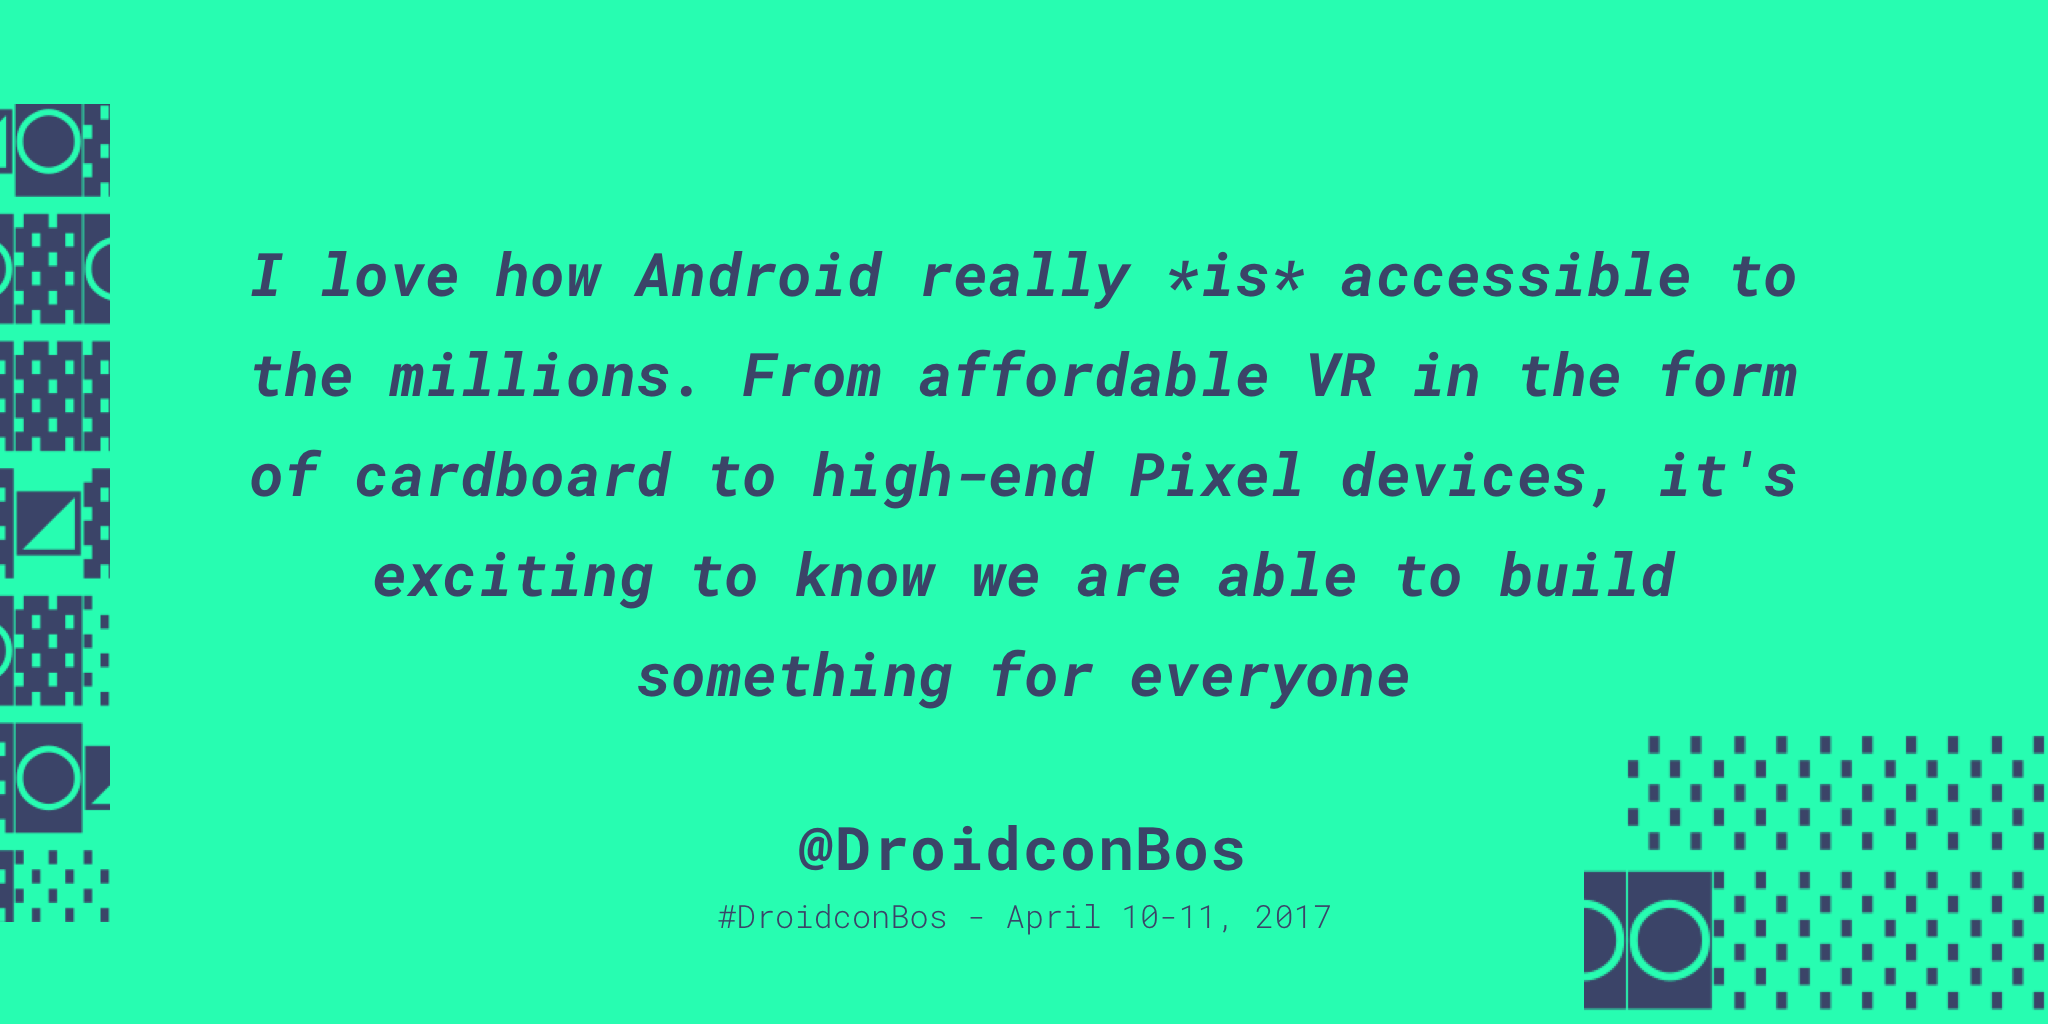 I love how Android really *is* accessible to
the millions. From affordable VR in the form
of cardboard to high-end Pixel devices, it's
exciting to know we are able to build
something for everyone
@DroidconBos
#DroidconBos - April 10-11, 2017